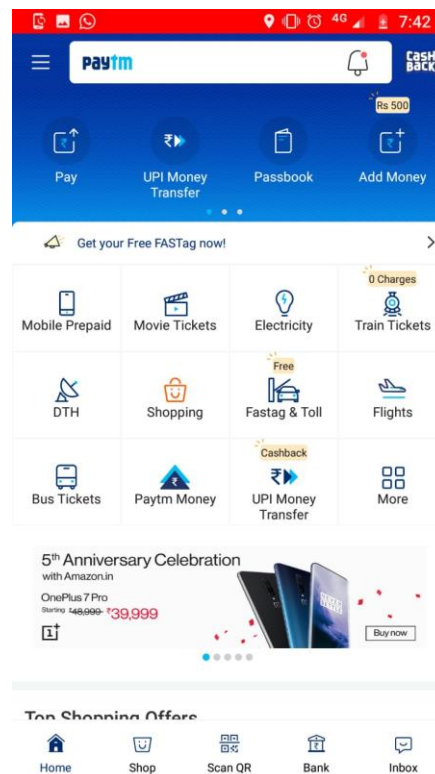 4G 7:42
paytm
CASH
BACK
Rs 500
Pay
UPI Money
Transfer
Passbook
Add Money
Get your Free FASTag now!
0 Charges
Mobile Prepaid
Movie Tickets
Electricity
Train Tickets
Free
DTH
Shopping
Fastag & Toll
Flights
Cashback
Bus Tickets
Paytm Money
UPI Money
Transfer
More
5th Anniversary Celebration
with Amazon.in
OnePlus 7 Pro
Starting ₹48,999 ₹39,999
Buy now
Top Shopping Offers
Home
Shop
Scan QR
Bank
Inbox